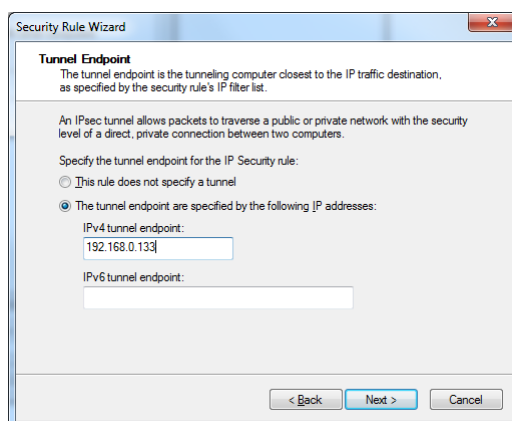 Security Rule Wizard
Tunnel Endpoint
The tunnel endpoint is the tunneling computer closest to the IP traffic destination,
as specified by the security rule's IP filter list.
An IPsec tunnel allows packets to traverse a public or private network with the security
level of a direct, private connection between two computers.
Specify the tunnel endpoint for the IP Security rule:
This rule does not specify a tunnel
The tunnel endpoint are specified by the following IP addresses:
IPv4 tunnel endpoint:
192.168.0.133
IPv6 tunnel endpoint:
< Back Next > Cancel